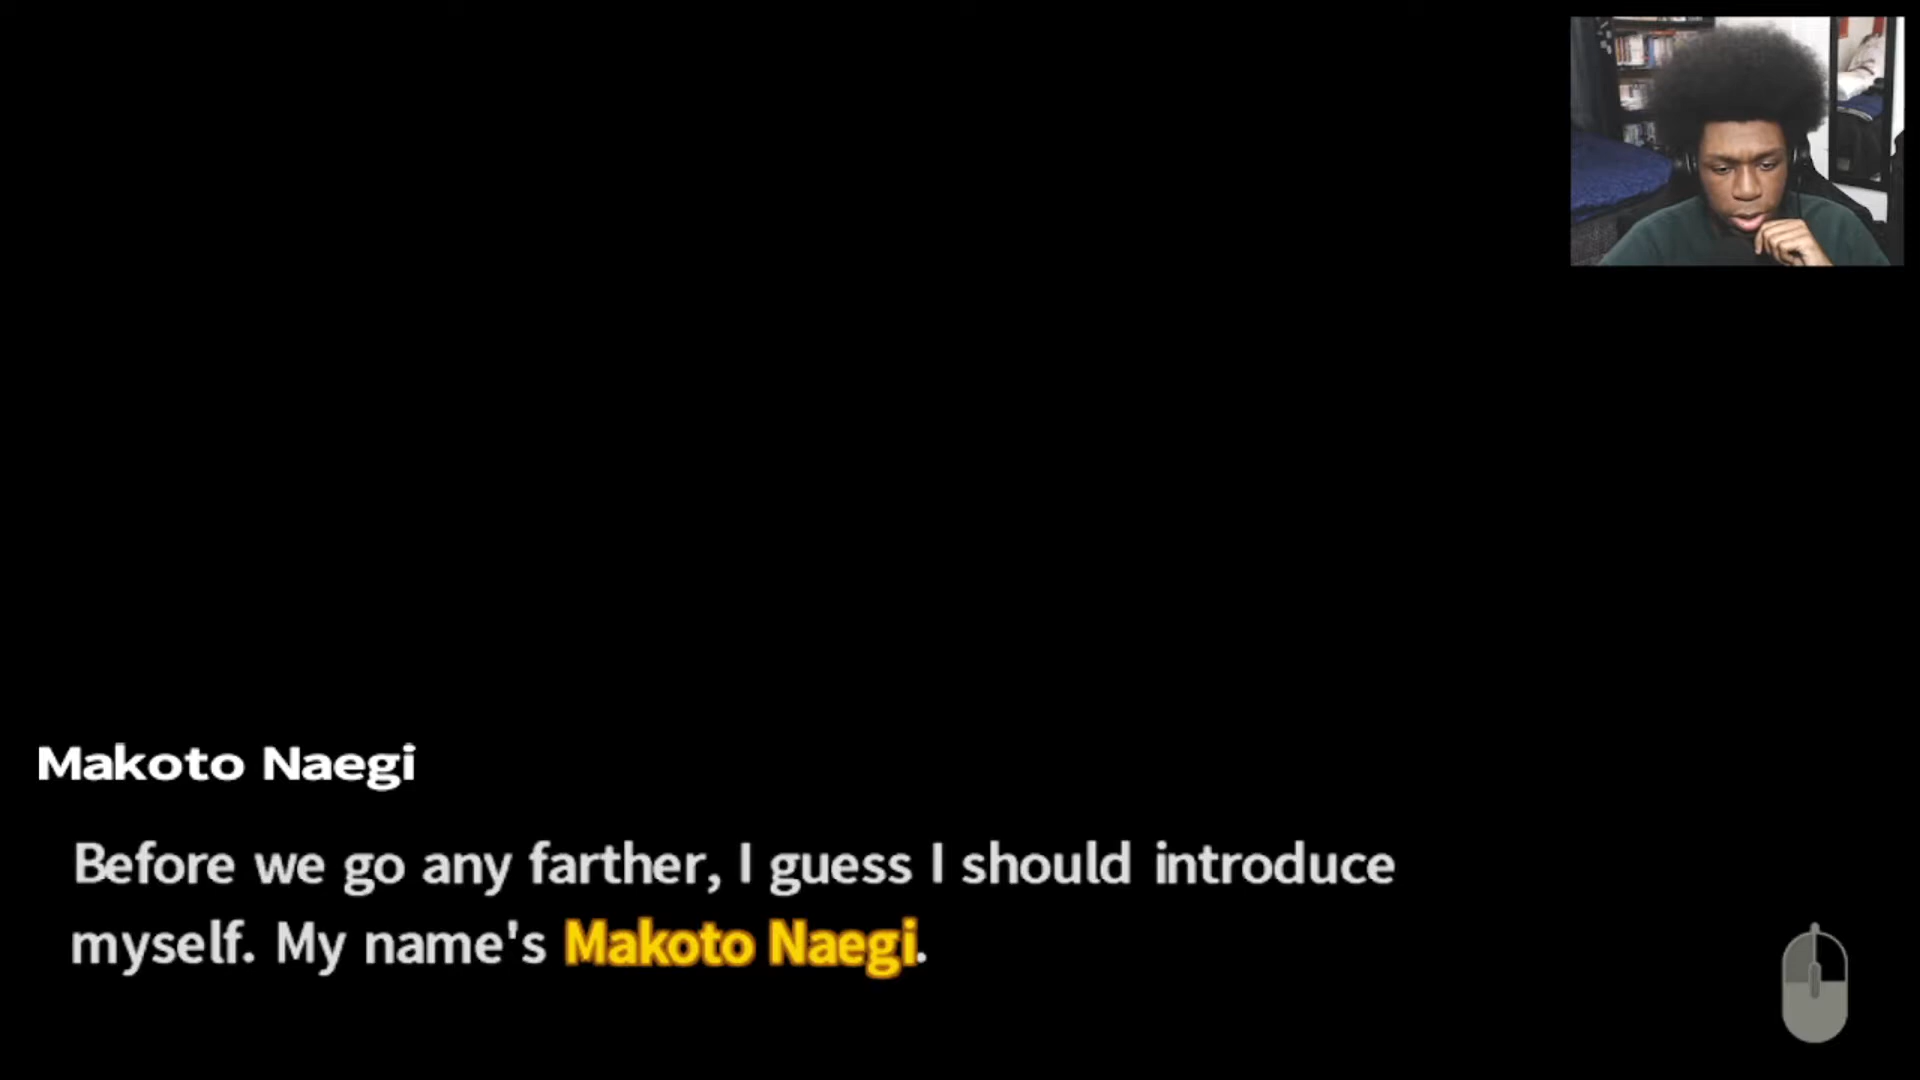 Makoto Naegi
Before we go any farther, I guess I should introduce
myself. My name's Makoto Naegi.